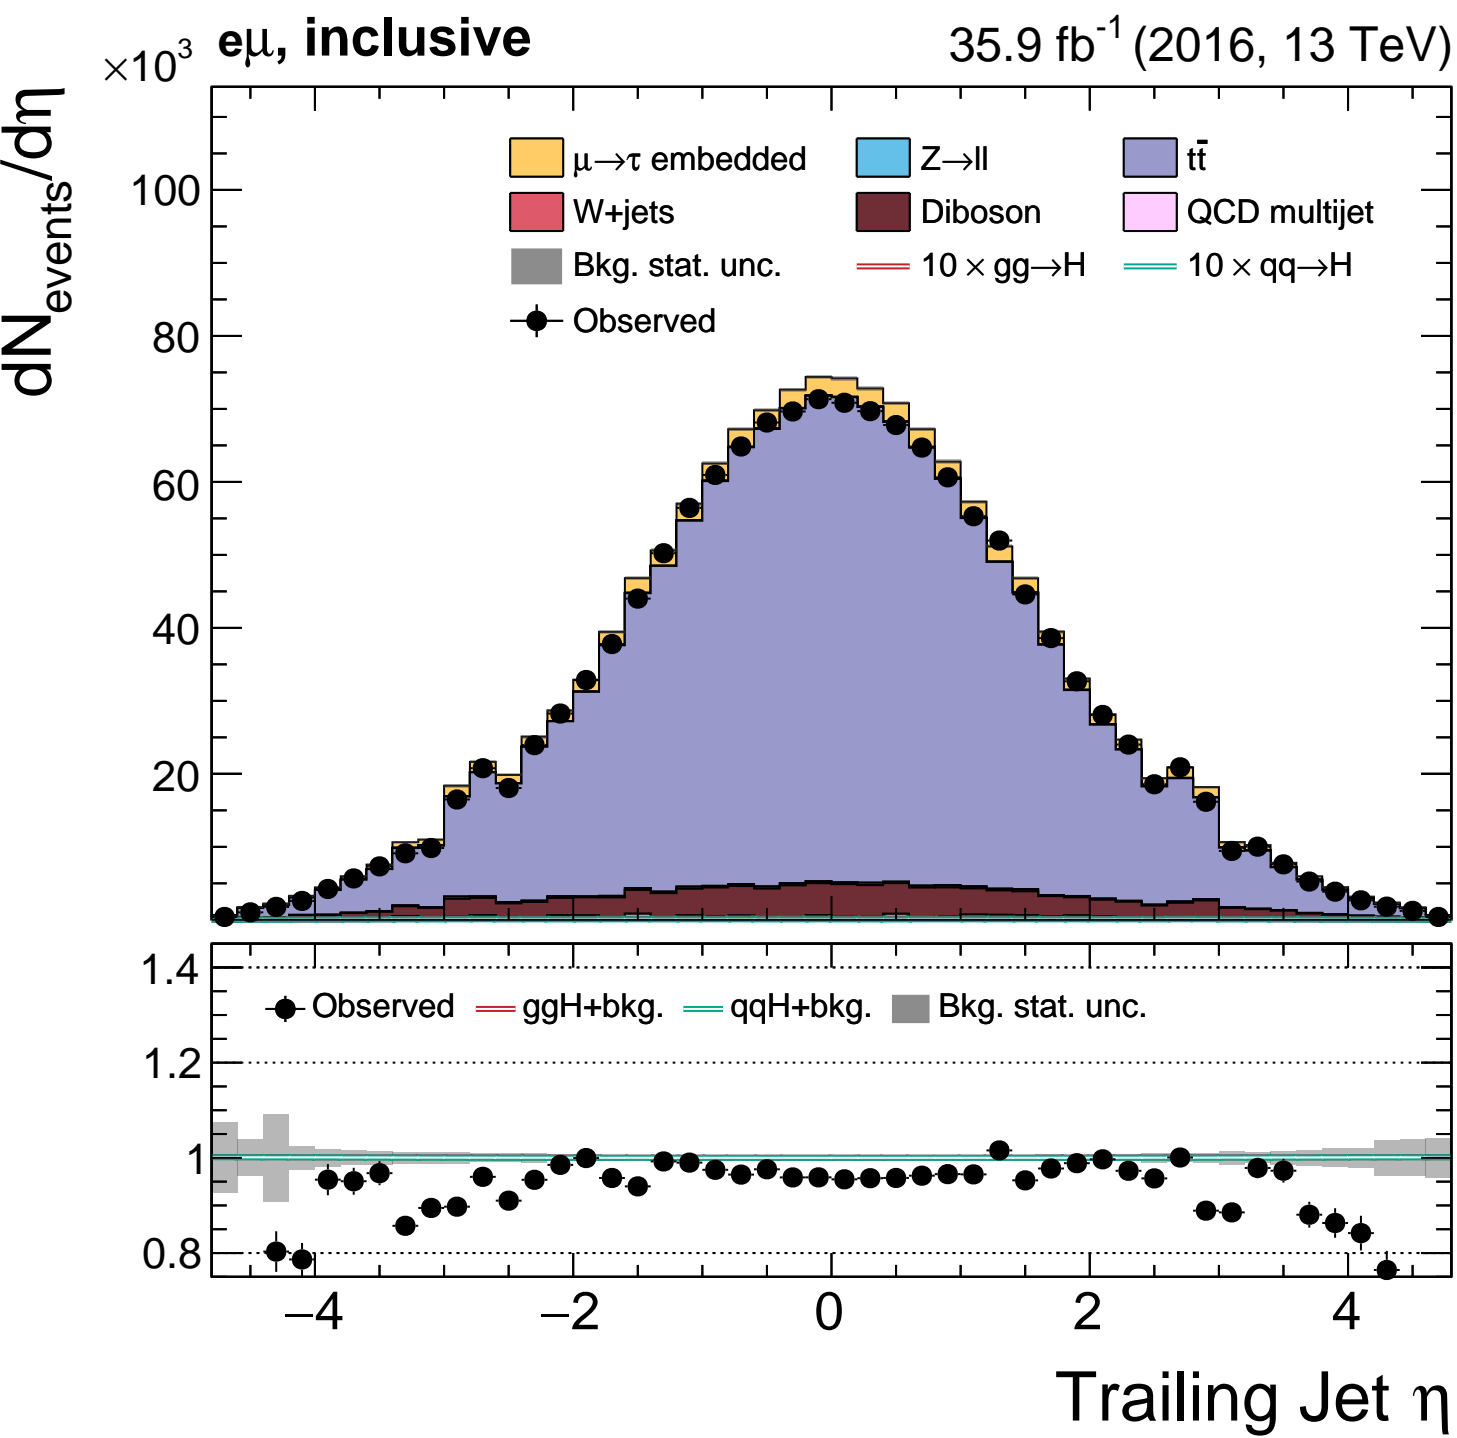 ×10³ eμ, inclusive 35.9 fb⁻¹ (2016, 13 TeV)
dN_events/dη
μ→τ embedded Z→ll tt̄
W+jets Diboson QCD multijet
Bkg. stat. unc. 10 × gg→H 10 × qq→H
Observed
100
80
60
40
20
1.4
Observed ggH+bkg. qqH+bkg. Bkg. stat. unc.
1.2
1
0.8
−4 −2 0 2 4
Trailing Jet η